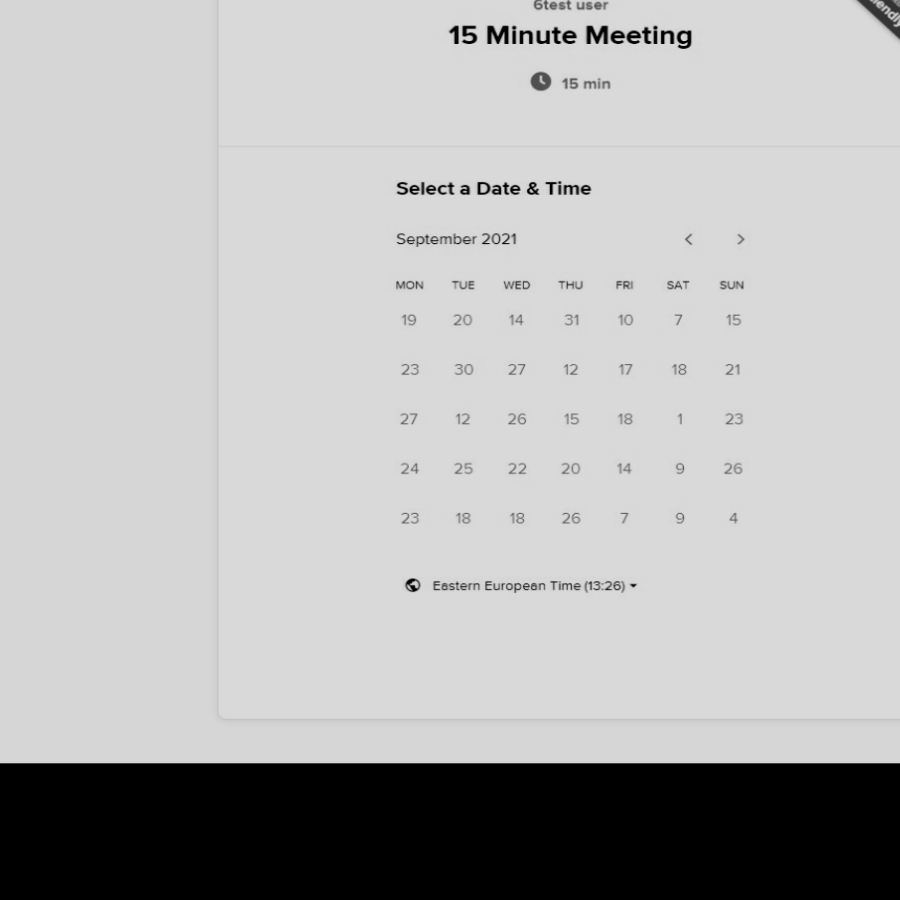 6test user
15 Minute Meeting
15 min
Select a Date & Time
September 2021
MON TUE WED THU FRI SAT SUN
19 20 14 31 10 7 15
23 30 27 12 17 18 21
27 12 26 15 18 1 23
24 25 22 20 14 9 26
23 18 18 26 7 9 4
Eastern European Time (13:26)